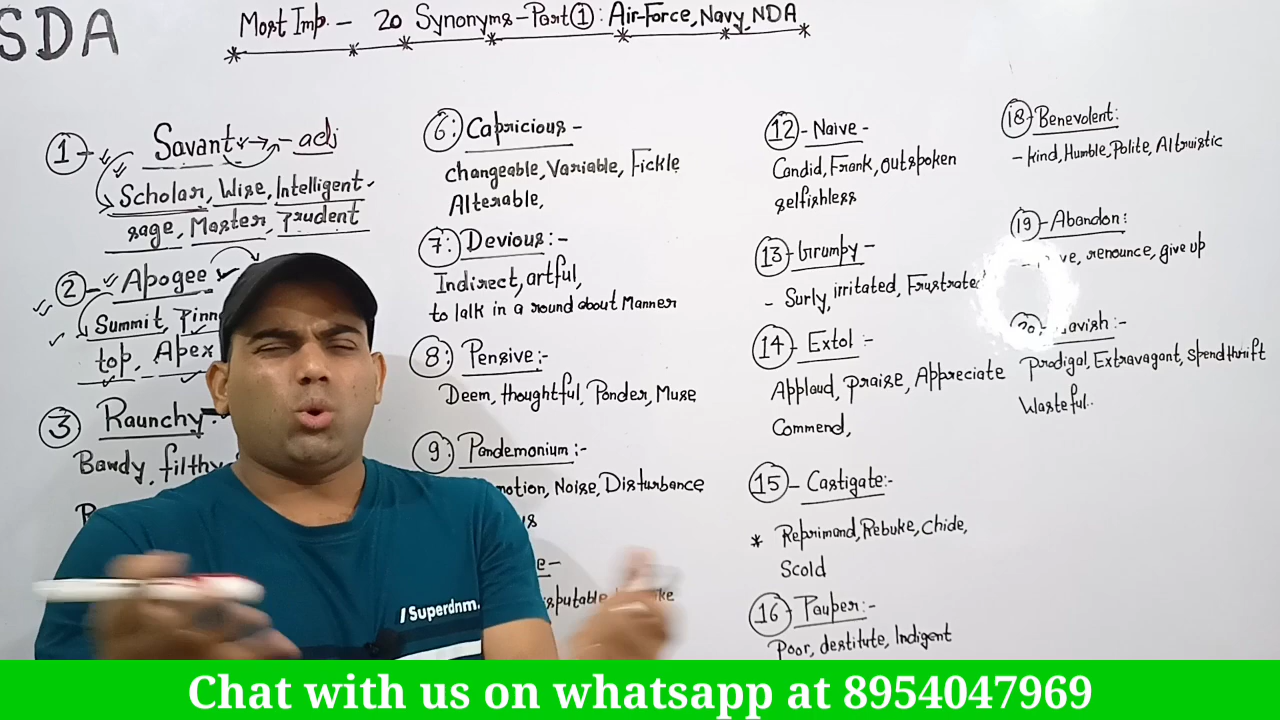 SDA
Most Imp. - 20 Synonyms - Part ① : Air-Force, Navy, NDA
① - Savant → - adj
Scholar, Wise, Intelligent
sage, Master, Prudent
② Apogee
Summit, Pinn
top, Apex
③ Raunchy
Bawdy, filthy
⑥: Capricious -
changeable, Variable, Fickle
Alterable,
⑦: Devious :-
Indirect, artful,
to talk in a round about Manner
⑧: Pensive :-
Deem, thoughtful, Ponder, Muse
⑨: Pandemonium :-
motion, Noise, Disturbance
e -
sputable
⑫ - Naive -
Candid, Frank, outspoken
selfishless
⑬ - Grumpy -
- Surly, irritated, Frustrated
⑭ - Extol :-
Applaud, praise, Appreciate
Commend,
⑮ - Castigate :-
* Reprimand, Rebuke, Chide,
Scold
⑯ - Pauper :-
Poor, destitute, Indigent
⑱ Benevolent :
- kind, Humble, Polite, Altruistic
⑲ - Abandon :
renounce, give up
⑳ - Lavish :-
Prodigal, Extravagant, Spendthrift
Wasteful..
/Superdnm.
Chat with us on whatsapp at 8954047969